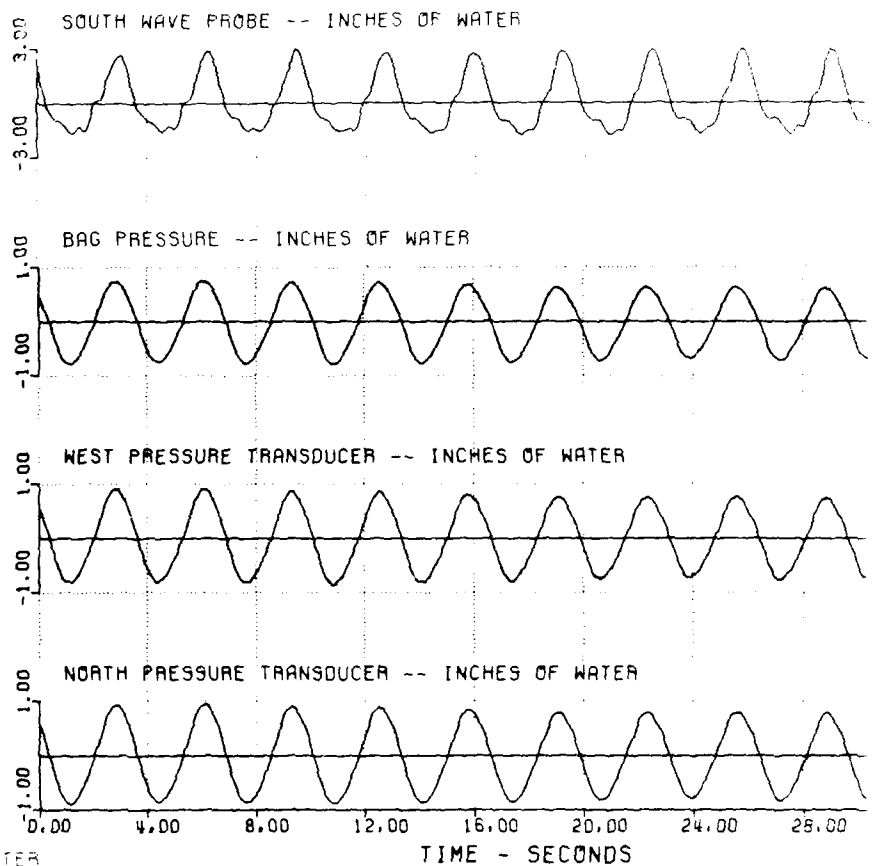 SOUTH WAVE PROBE -- INCHES OF WATER
3.00
-3.00
BAG PRESSURE -- INCHES OF WATER
1.00
-1.00
WEST PRESSURE TRANSDUCER -- INCHES OF WATER
1.00
-1.00
NORTH PRESSURE TRANSDUCER -- INCHES OF WATER
1.00
-1.00
0.00 4.00 8.00 12.00 16.00 20.00 24.00 28.00
TIME - SECONDS
TER